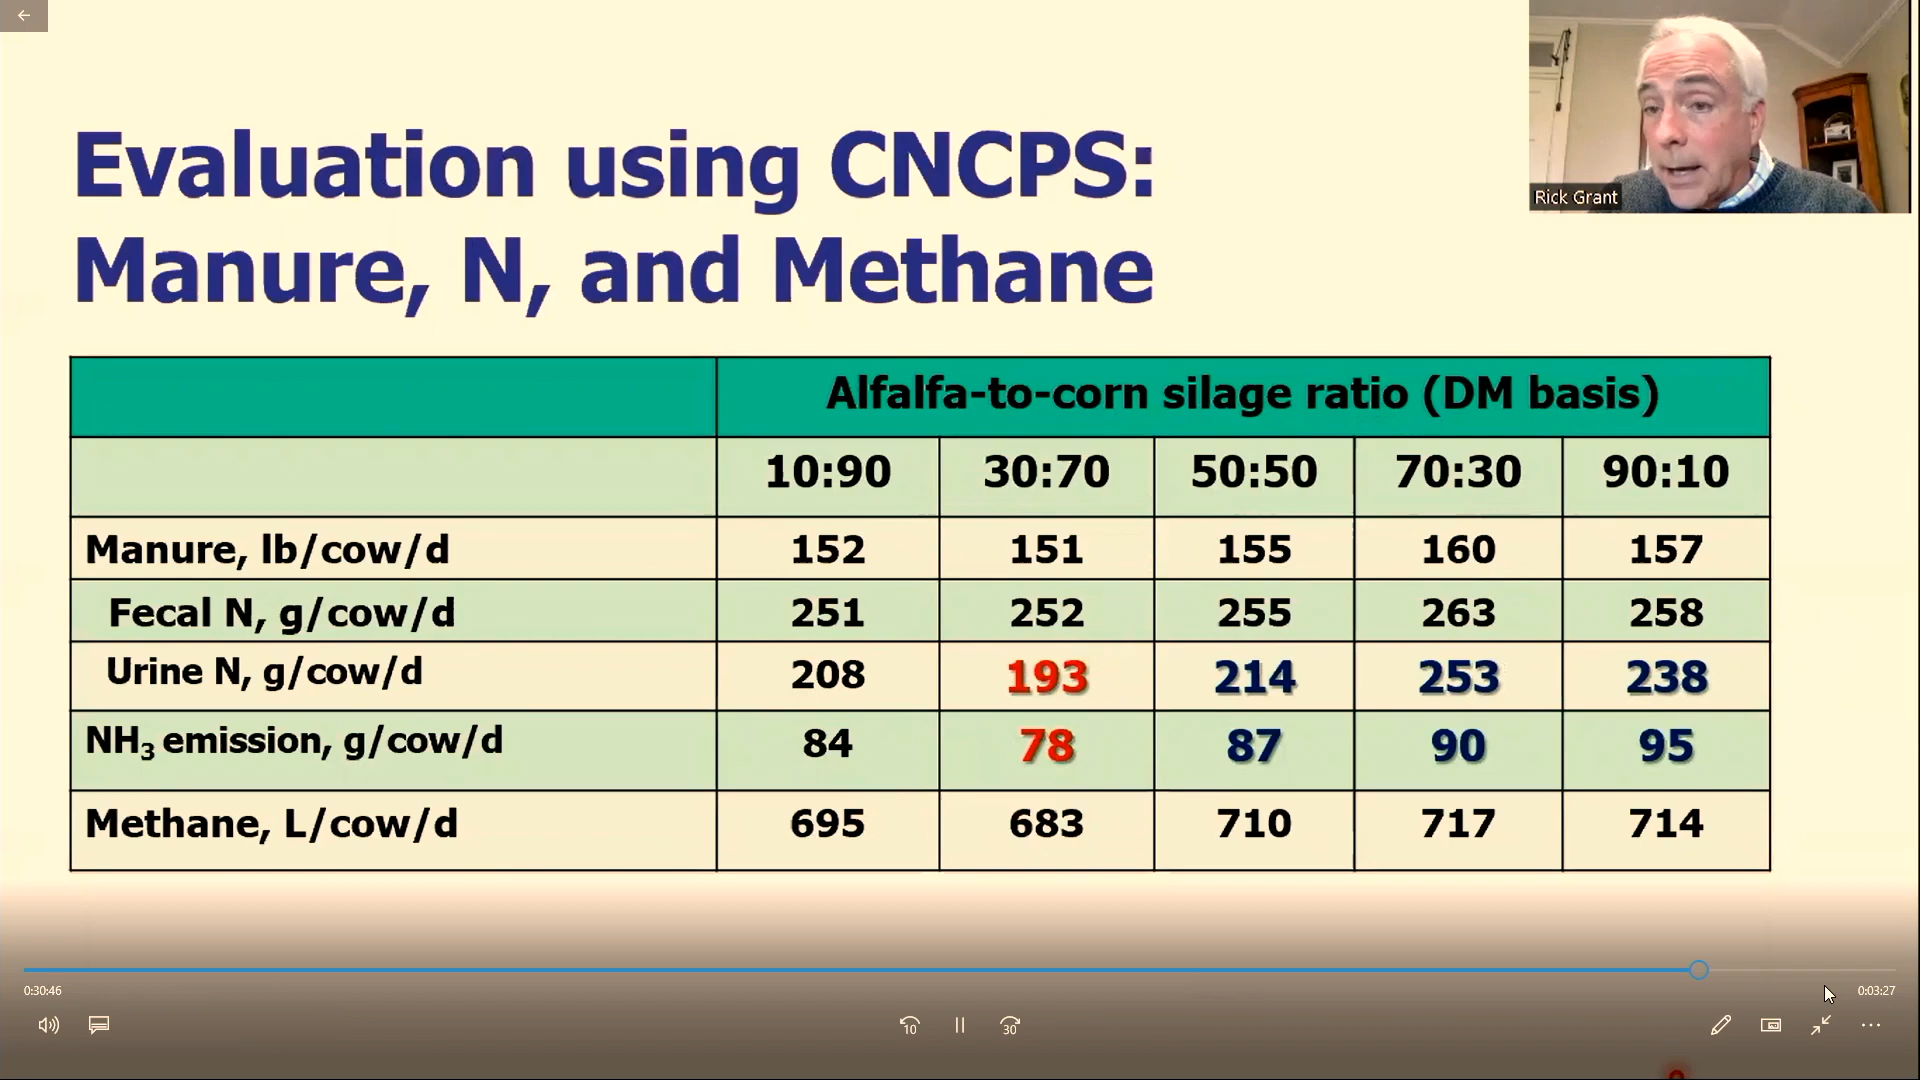 Rick Grant
Evaluation using CNCPS:
Manure, N, and Methane
Alfalfa-to-corn silage ratio (DM basis)
10:90 30:70 50:50 70:30 90:10
Manure, lb/cow/d 152 151 155 160 157
Fecal N, g/cow/d 251 252 255 263 258
Urine N, g/cow/d 208 193 214 253 238
NH₃ emission, g/cow/d 84 78 87 90 95
Methane, L/cow/d 695 683 710 717 714
0:30:46 0:03:27
10 30